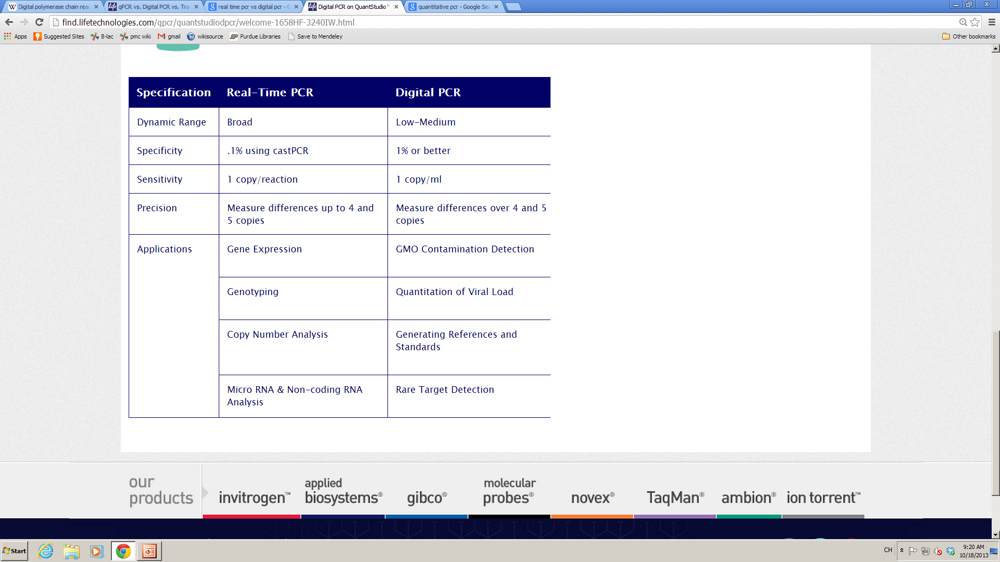 Digital polymerase chain reac
qPCR vs. Digital PCR vs. Tra
real time pcr vs digital pcr - G
Digital PCR on QuantStudio™
quantitative pcr - Google Sea
find.lifetechnologies.com/qpcr/quantstudiodpcr/welcome-1658HF-3240IW.html
Apps
Suggested Sites
B-lac
pmc wiki
gmail
wikisource
Purdue Libraries
Save to Mendeley
Other bookmarks
Specification Real-Time PCR Digital PCR
Dynamic Range Broad Low-Medium
Specificity .1% using castPCR 1% or better
Sensitivity 1 copy/reaction 1 copy/ml
Precision Measure differences up to 4 and Measure differences over 4 and 5
5 copies copies
Applications Gene Expression GMO Contamination Detection
Genotyping Quantitation of Viral Load
Copy Number Analysis Generating References and
Standards
Micro RNA & Non-coding RNA Rare Target Detection
Analysis
our
products
invitrogen™
applied
biosystems®
gibco®
molecular
probes®
novex®
TaqMan®
ambion®
ion torrent™
Start
CH
9:20 AM
10/18/2013